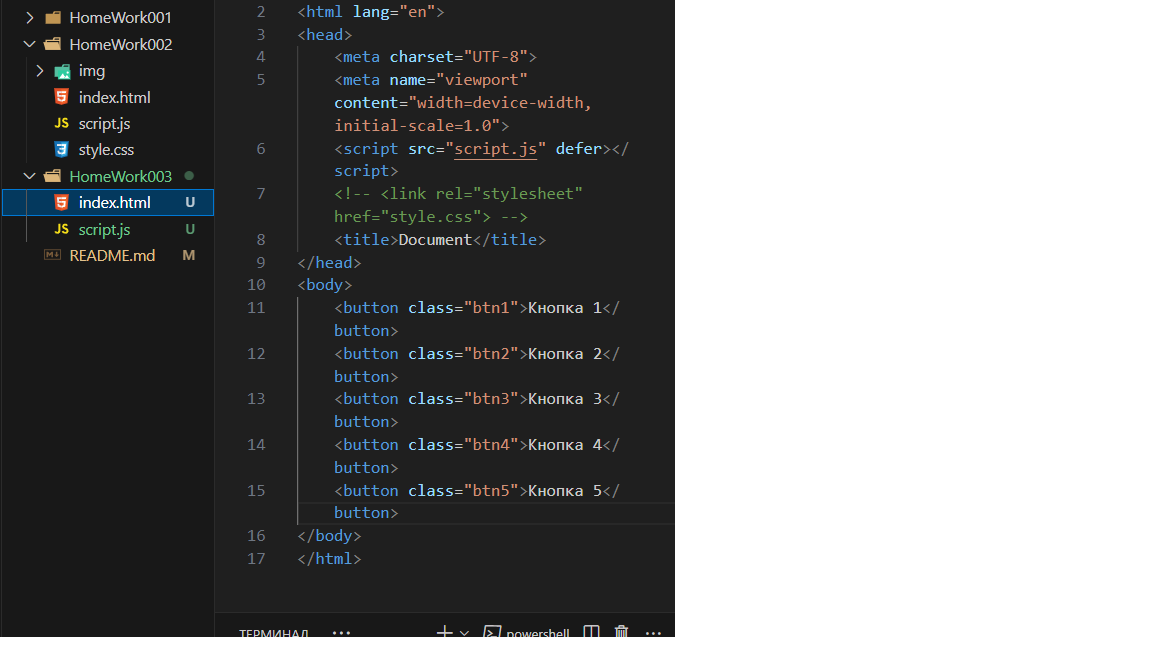 HomeWork001
HomeWork002
img
index.html
JS script.js
style.css
HomeWork003
index.html U
JS script.js U
README.md M
2 <html lang="en">
3 <head>
4 <meta charset="UTF-8">
5 <meta name="viewport"
content="width=device-width,
initial-scale=1.0">
6 <script src="script.js" defer></
script>
7 <!-- <link rel="stylesheet"
href="style.css"> -->
8 <title>Document</title>
9 </head>
10 <body>
11 <button class="btn1">Кнопка 1</
button>
12 <button class="btn2">Кнопка 2</
button>
13 <button class="btn3">Кнопка 3</
button>
14 <button class="btn4">Кнопка 4</
button>
15 <button class="btn5">Кнопка 5</
button>
16 </body>
17 </html>
ТЕРМИНАЛ ... powershell ...